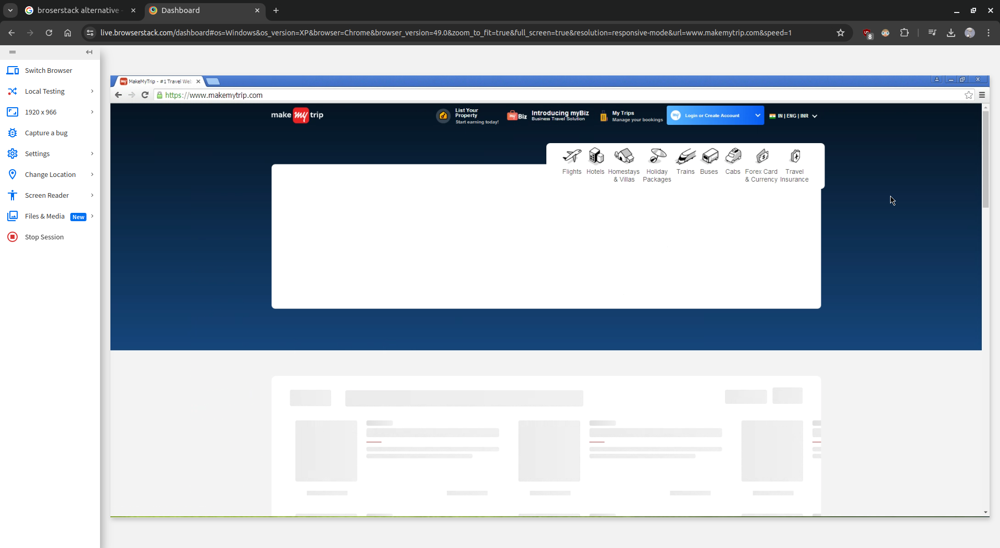 broserstack alternative
Dashboard
live.browserstack.com/dashboard#os=Windows&os_version=XP&browser=Chrome&browser_version=49.0&zoom_to_fit=true&full_screen=true&resolution=responsive-mode&url=www.makemytrip.com&speed=1
8
Switch Browser
Local Testing
1920 x 966
Capture a bug
Settings
Change Location
Screen Reader
Files & Media New
Stop Session
MakeMyTrip - #1 Travel Web
https://www.makemytrip.com
make my trip
List Your
Property
Start earning today!
my Biz
Introducing myBiz
Business Travel Solution
My Trips
Manage your bookings
my Login or Create Account
IN | ENG | INR
Flights
Hotels
Homestays
& Villas
Holiday
Packages
Trains
Buses
Cabs
Forex Card
& Currency
Travel
Insurance